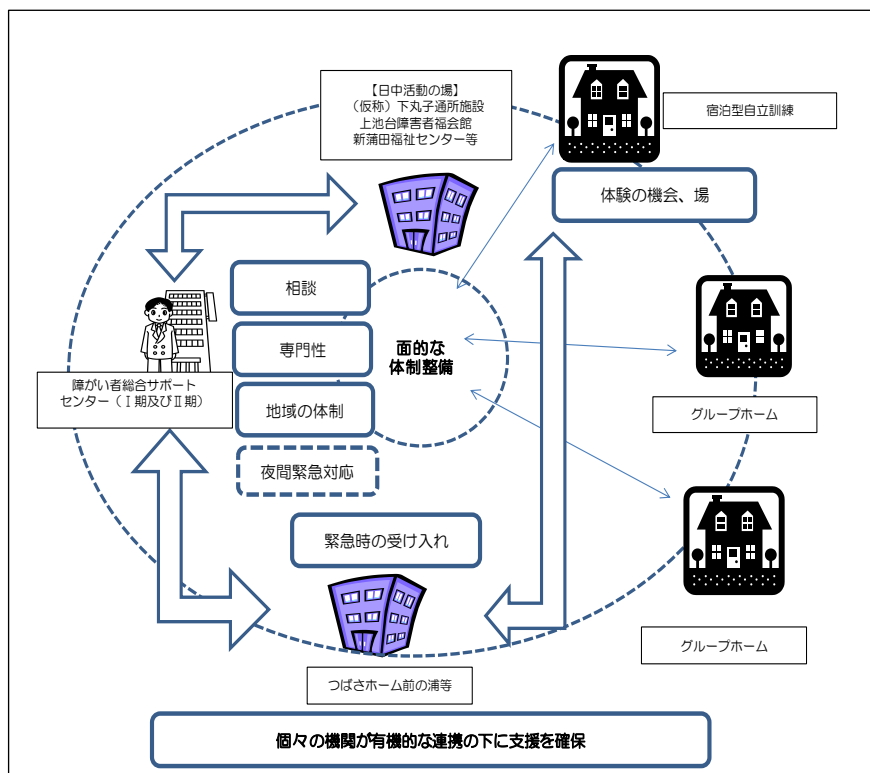 【日中活動の場】
（仮称）下丸子通所施設
上池台障害者福会館
新蒲田福祉センター等
宿泊型自立訓練
体験の機会、場
相談
専門性
地域の体制
夜間緊急対応
面的な
体制整備
障がい者総合サポート
センター（Ⅰ期及びⅡ期）
グループホーム
緊急時の受け入れ
グループホーム
つばさホーム前の浦等
個々の機関が有機的な連携の下に支援を確保